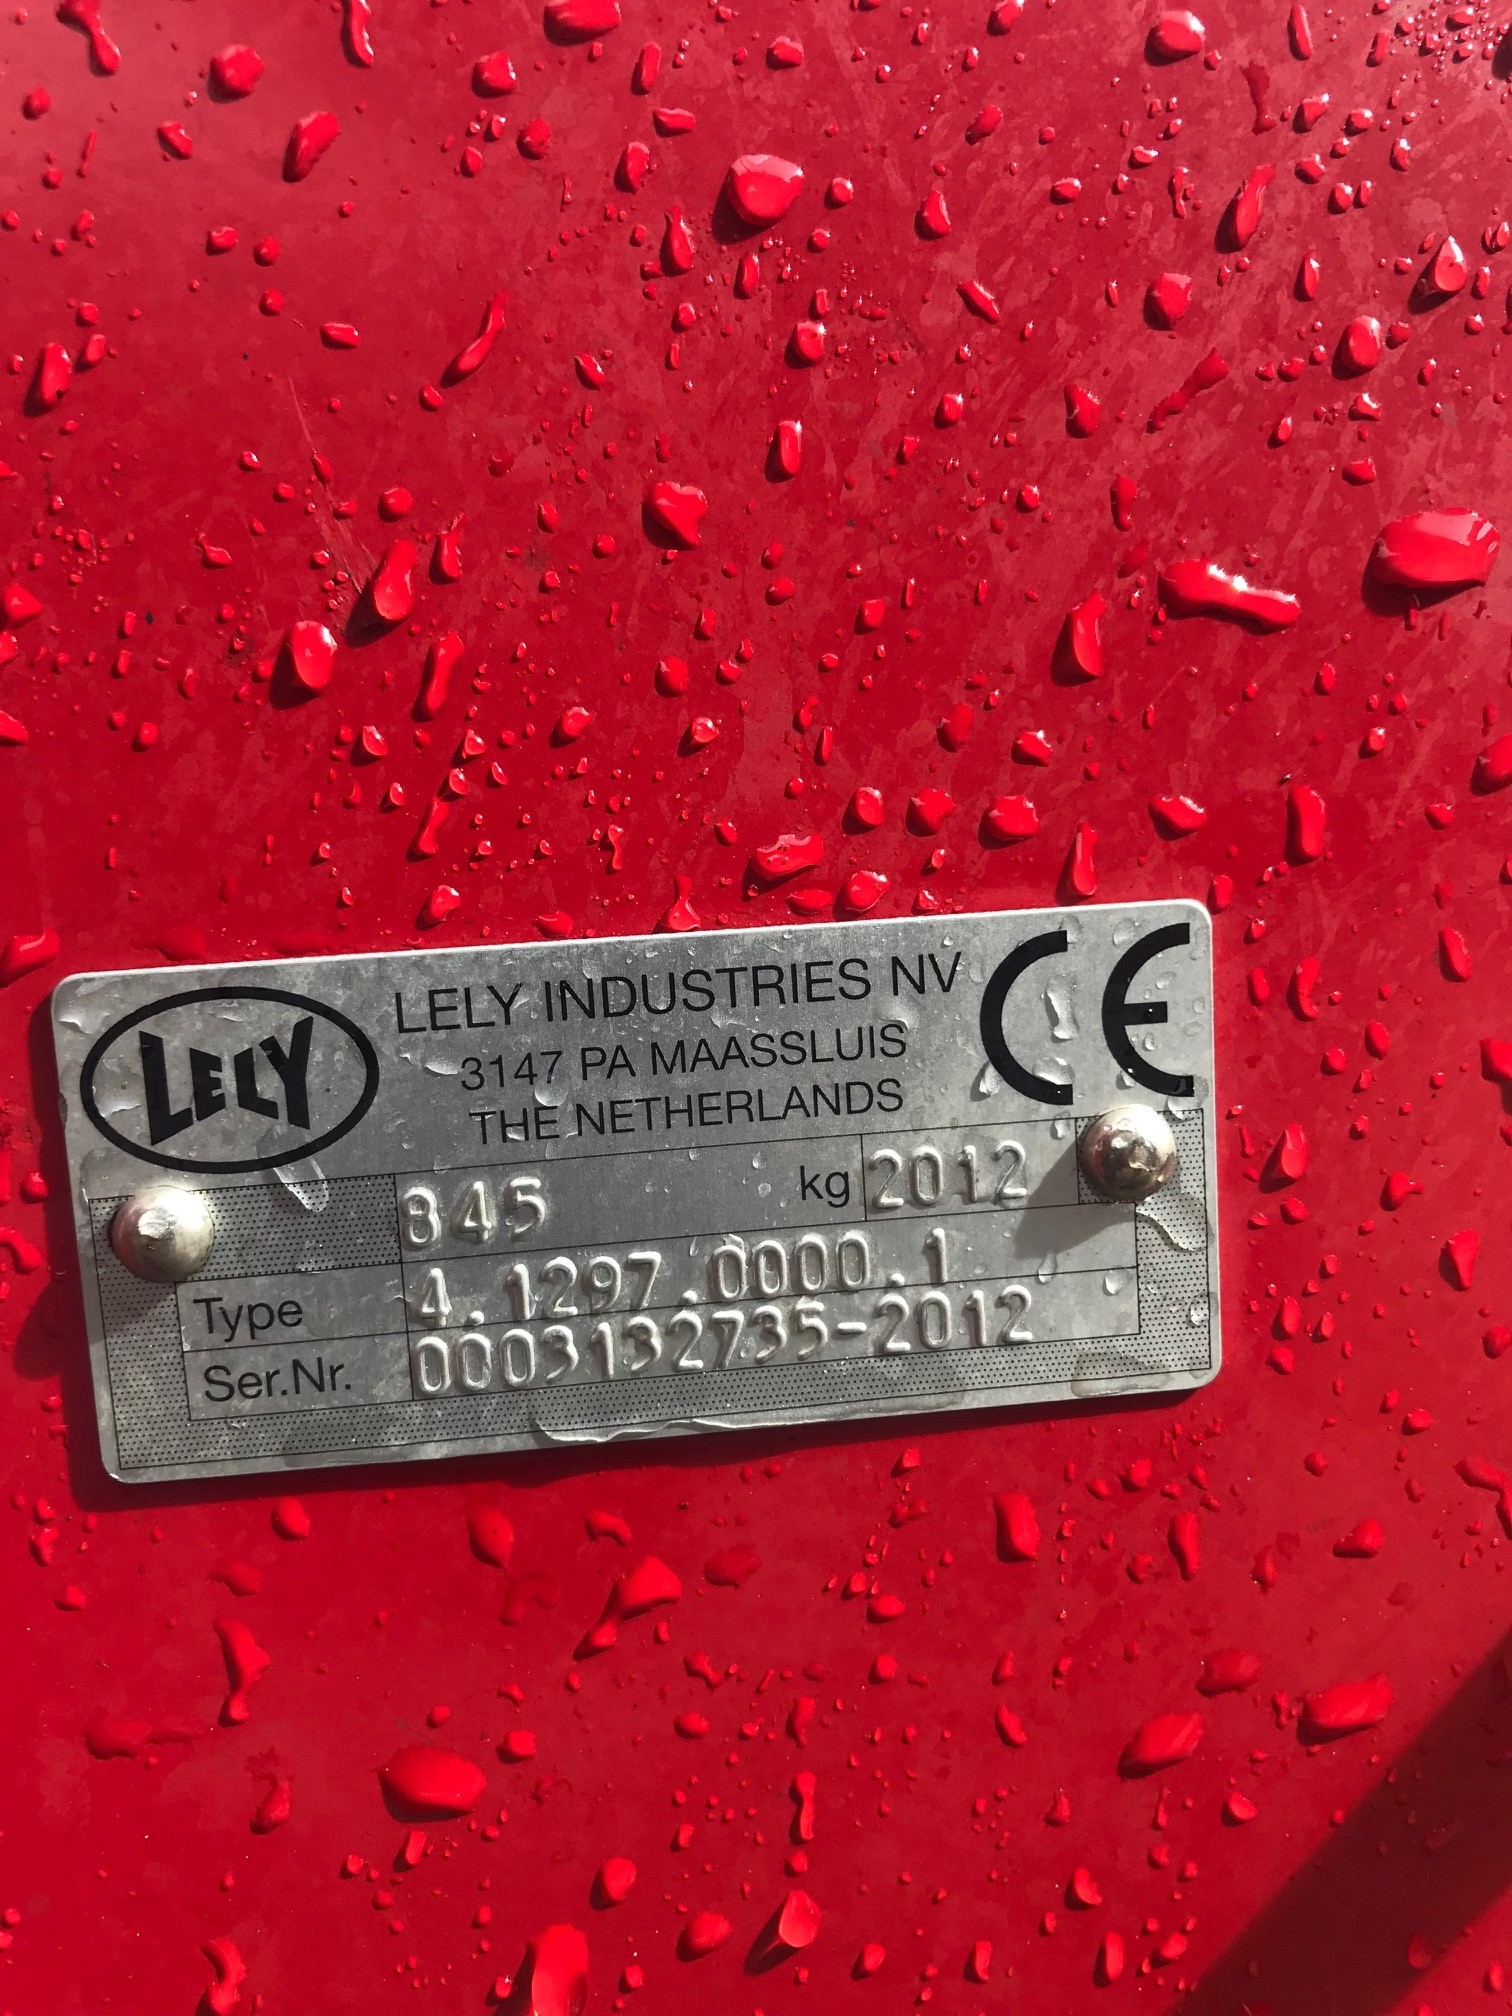 LELY
LELY INDUSTRIES NV
3147 PA MAASSLUIS
THE NETHERLANDS
CE
845 kg 2012
Type 4.1297.0000.1
Ser.Nr. 0003132735-2012